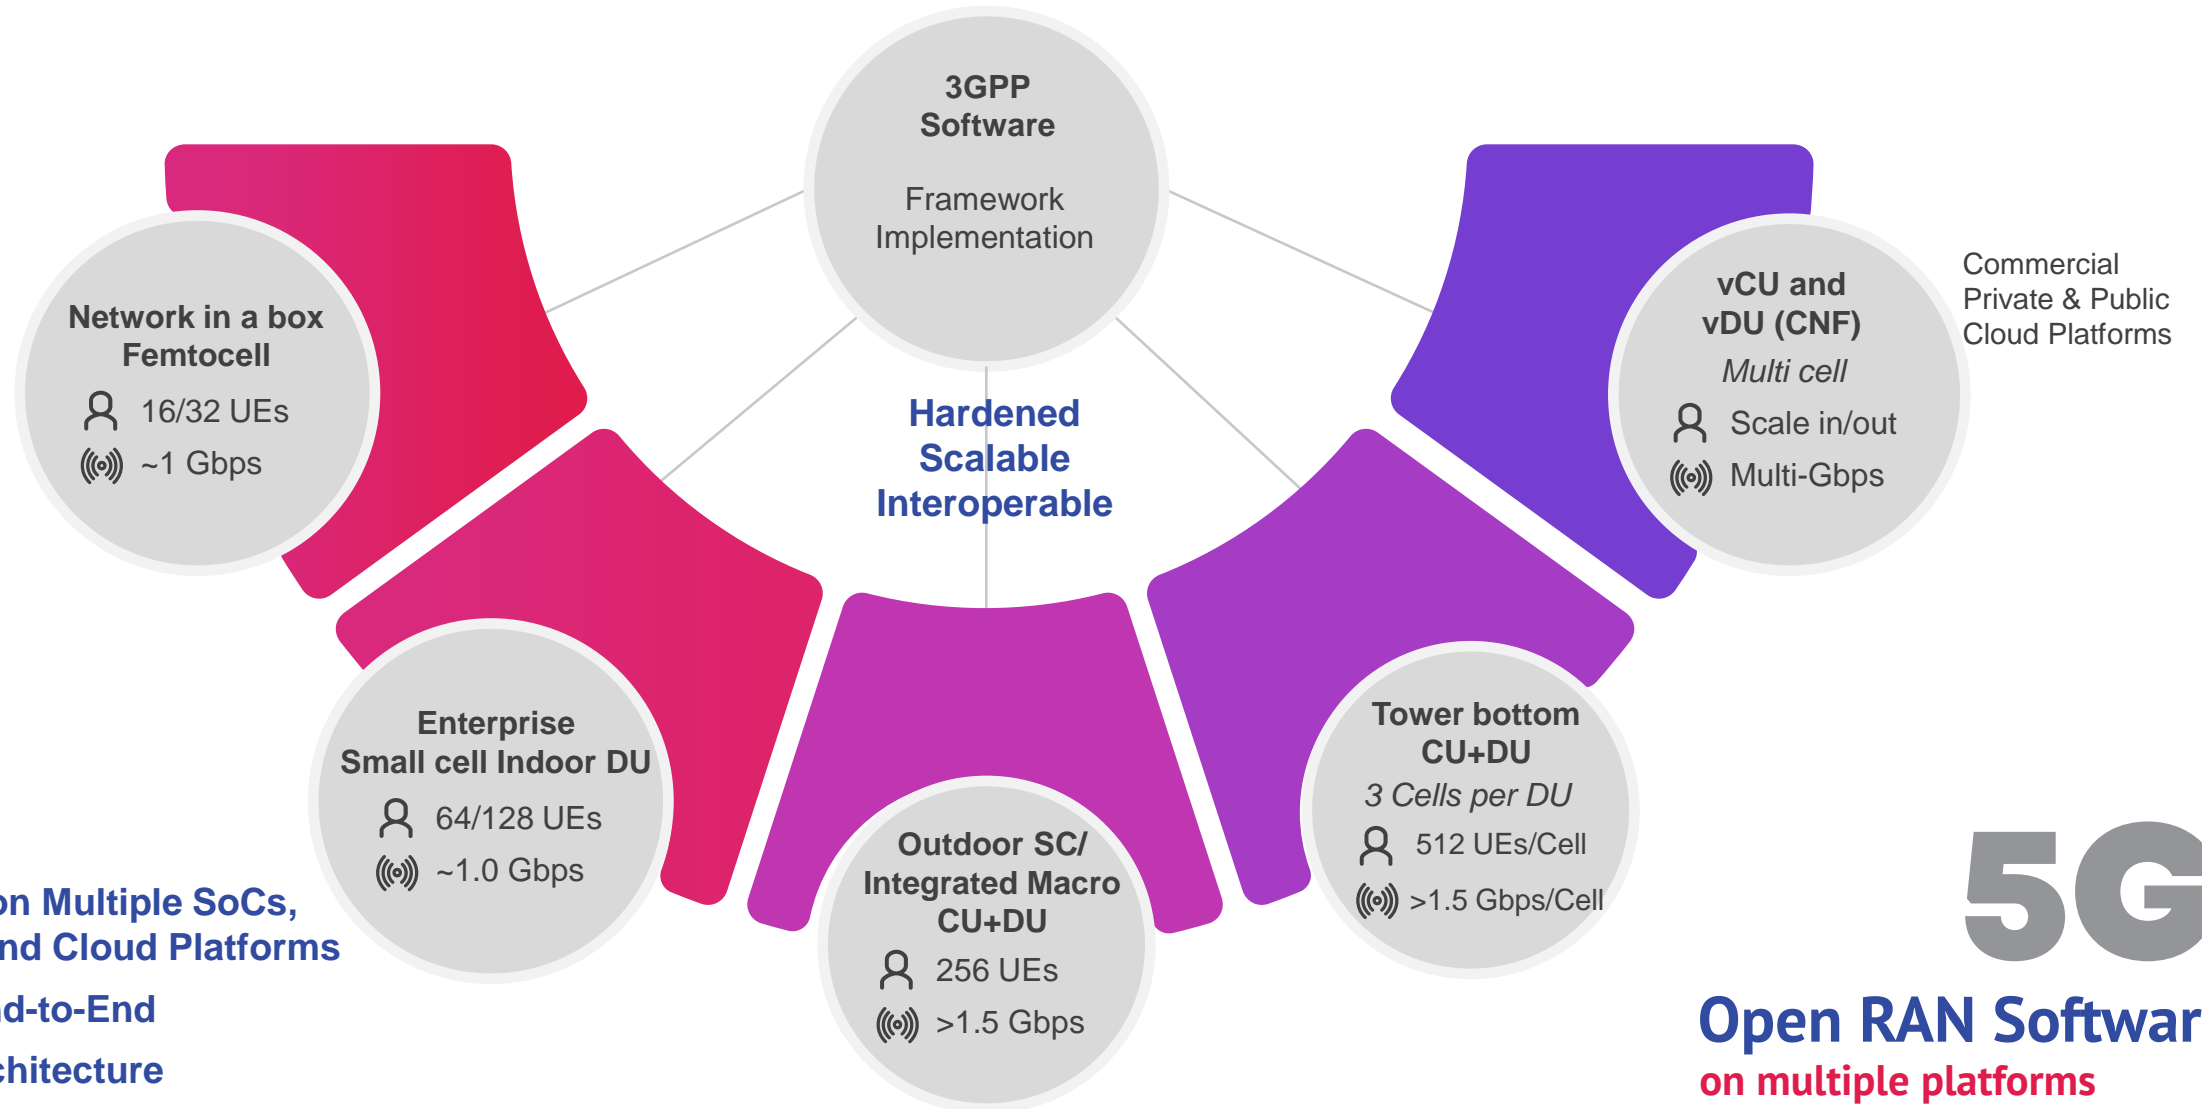 3GPP
Software
Framework
Implementation
Network in a box
Femtocell
16/32 UEs
~1 Gbps
Hardened
Scalable
Interoperable
vCU and
vDU (CNF)
Multi cell
Scale in/out
Multi-Gbps
Commercial
Private & Public
Cloud Platforms
Enterprise
Small cell Indoor DU
64/128 UEs
~1.0 Gbps
Outdoor SC/
Integrated Macro
CU+DU
256 UEs
>1.5 Gbps
Tower bottom
CU+DU
3 Cells per DU
512 UEs/Cell
>1.5 Gbps/Cell
on Multiple SoCs,
nd Cloud Platforms
nd-to-End
chitecture
5G
Open RAN Softwar
on multiple platforms